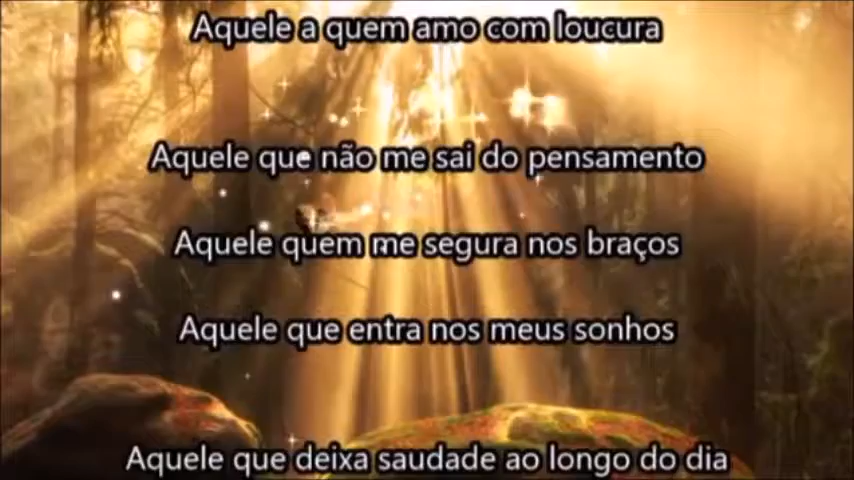 Aquele a quem amo com loucura
Aquele que não me sai do pensamento
Aquele quem me segura nos braços
Aquele que entra nos meus sonhos
Aquele que deixa saudade ao longo do dia